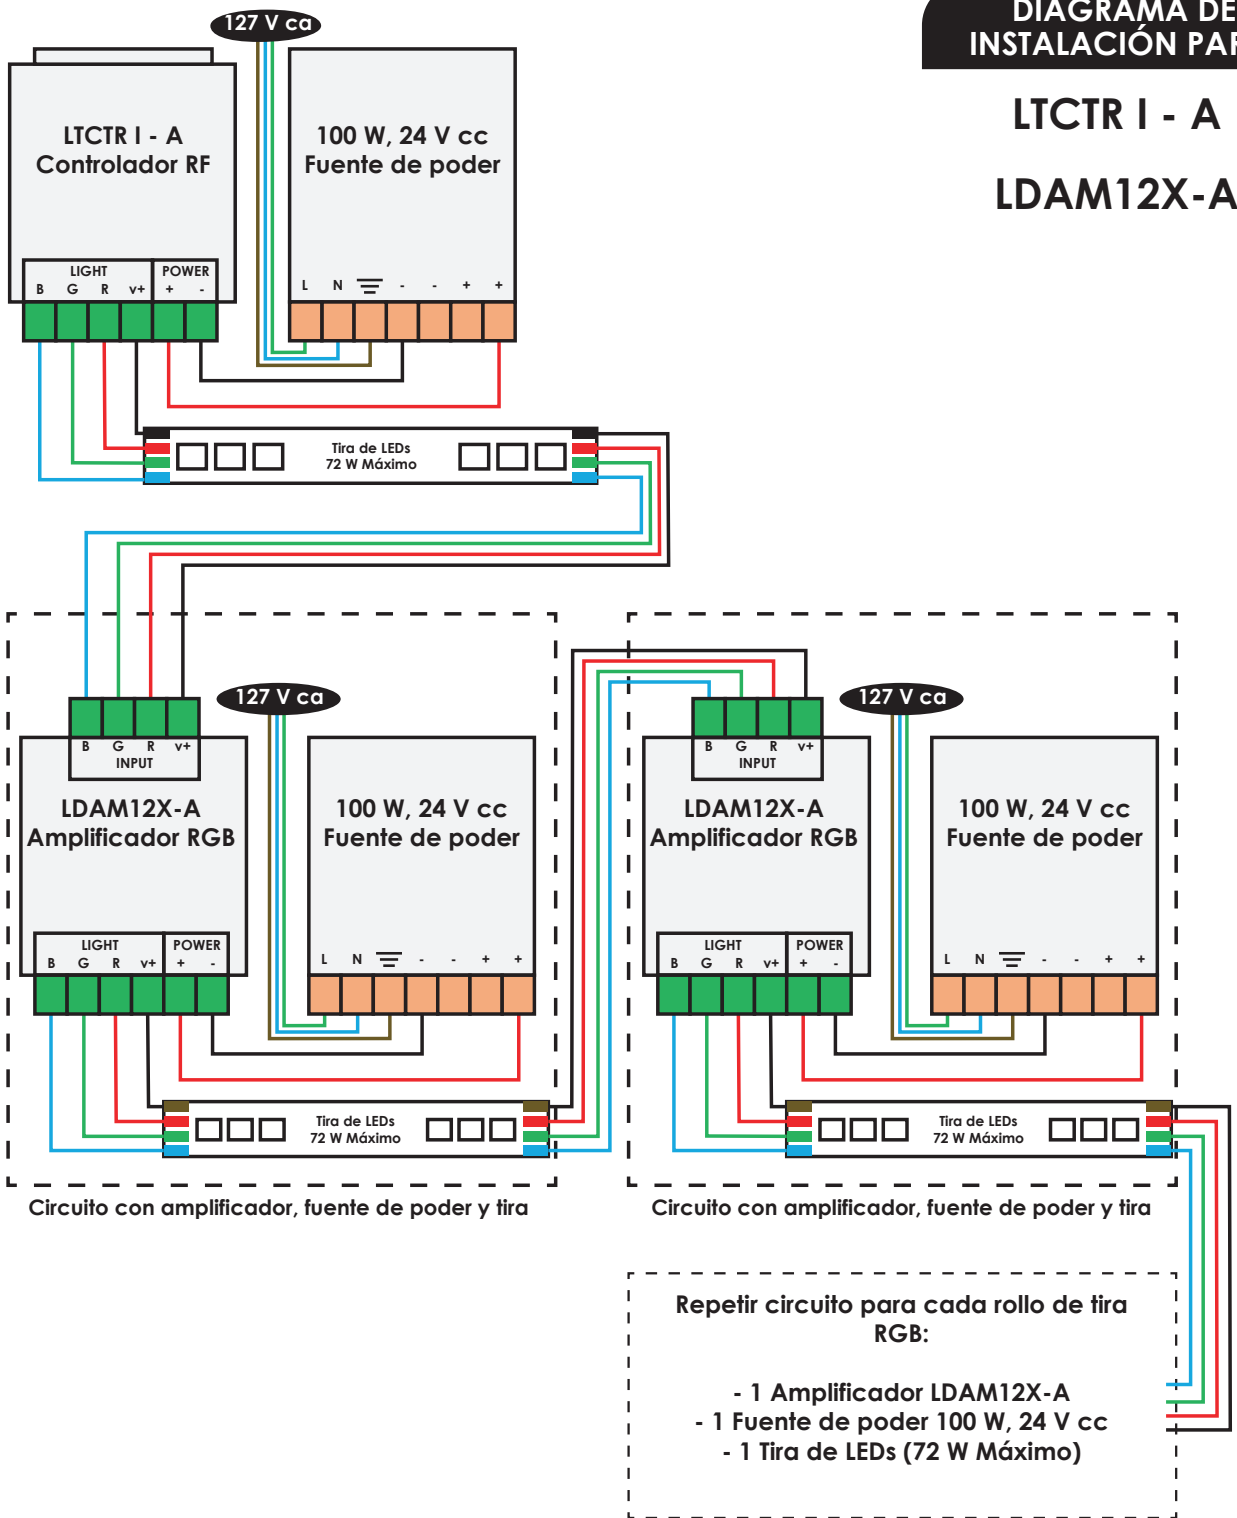 DIAGRAMA DE
INSTALACIÓN PAR
LTCTR I - A
LDAM12X-A
127 V ca
LTCTR I - A
Controlador RF
100 W, 24 V cc
Fuente de poder
LIGHT POWER
B G R v+ + -
L N - - + +
Tira de LEDs
72 W Máximo
127 V ca
B G R v+
INPUT
LDAM12X-A
Amplificador RGB
100 W, 24 V cc
Fuente de poder
LIGHT POWER
B G R v+ + -
L N - - + +
Tira de LEDs
72 W Máximo
Circuito con amplificador, fuente de poder y tira
127 V ca
B G R v+
INPUT
LDAM12X-A
Amplificador RGB
100 W, 24 V cc
Fuente de poder
LIGHT POWER
B G R v+ + -
L N - - + +
Tira de LEDs
72 W Máximo
Circuito con amplificador, fuente de poder y tira
Repetir circuito para cada rollo de tira
RGB:
- 1 Amplificador LDAM12X-A
- 1 Fuente de poder 100 W, 24 V cc
- 1 Tira de LEDs (72 W Máximo)